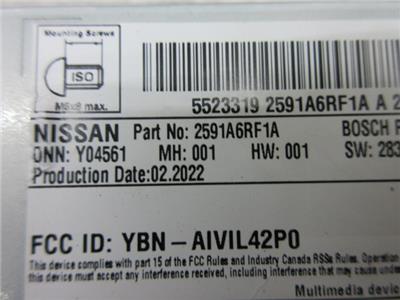 Mounting Screws
ISO
M5x8 max.
5523319 2591A6RF1A A 2
NISSAN Part No: 2591A6RF1A BOSCH
ONN: Y04561 MH: 001 HW: 001 SW: 283
Production Date:02.2022
FCC ID: YBN-AIVIL42P0
This device complies with part 15 of the FCC Rules and Industry Canada RSSs Rules. Operation
this device must accept any interference received, including interference that may cause
Multimedia devic